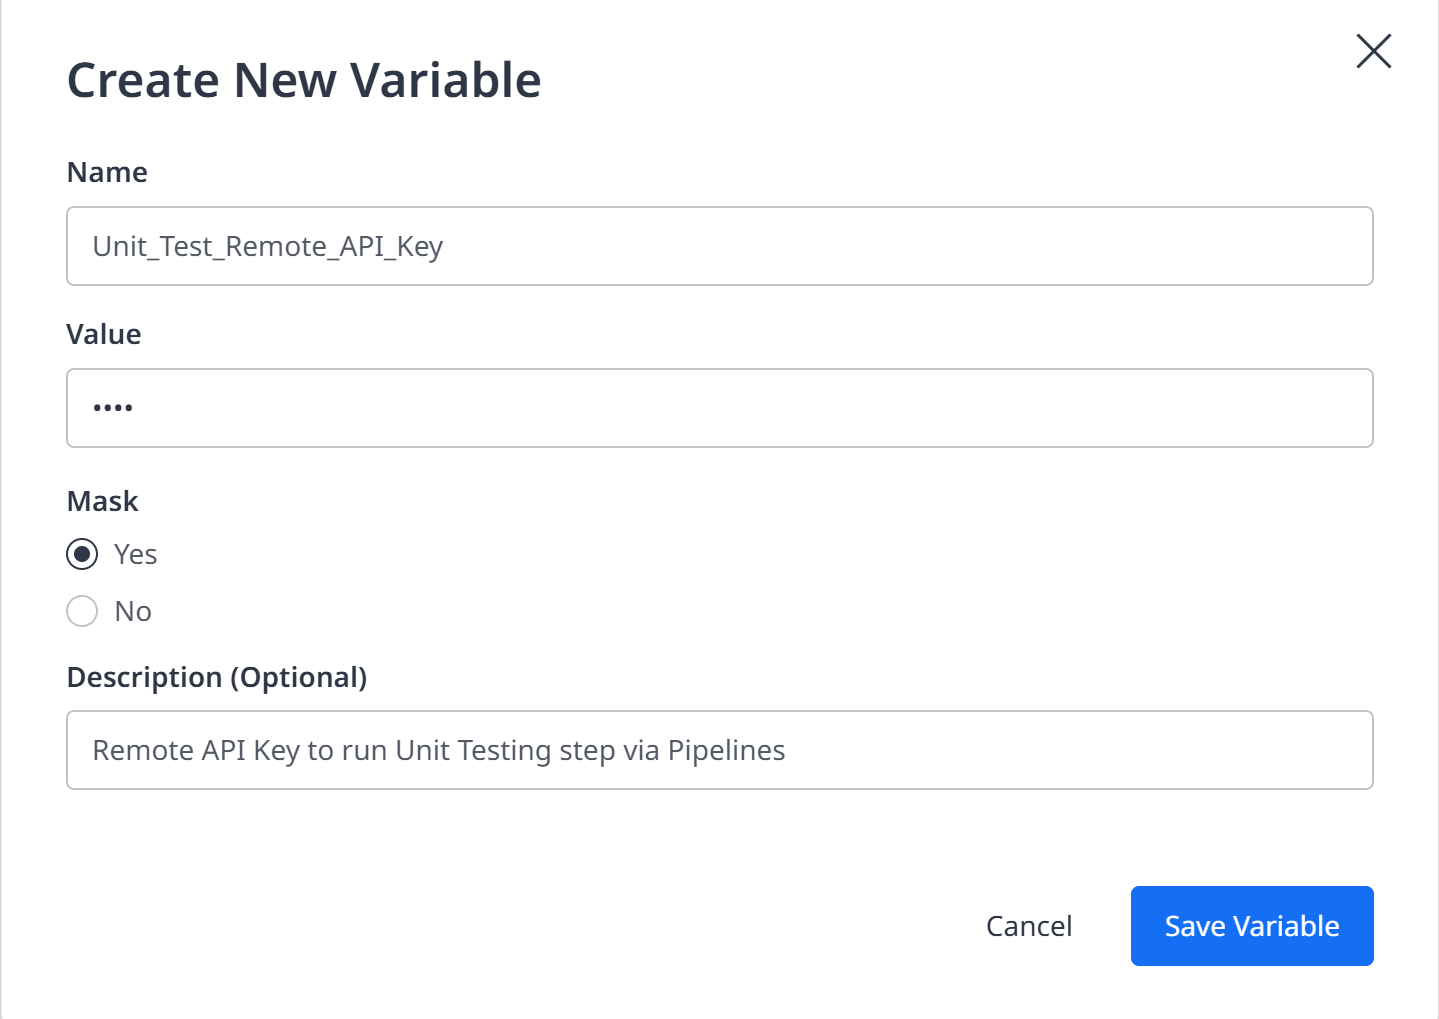 Create New Variable
Name
Unit_Test_Remote_API_Key
Value
••••
Mask
Yes
No
Description (Optional)
Remote API Key to run Unit Testing step via Pipelines
Cancel
Save Variable